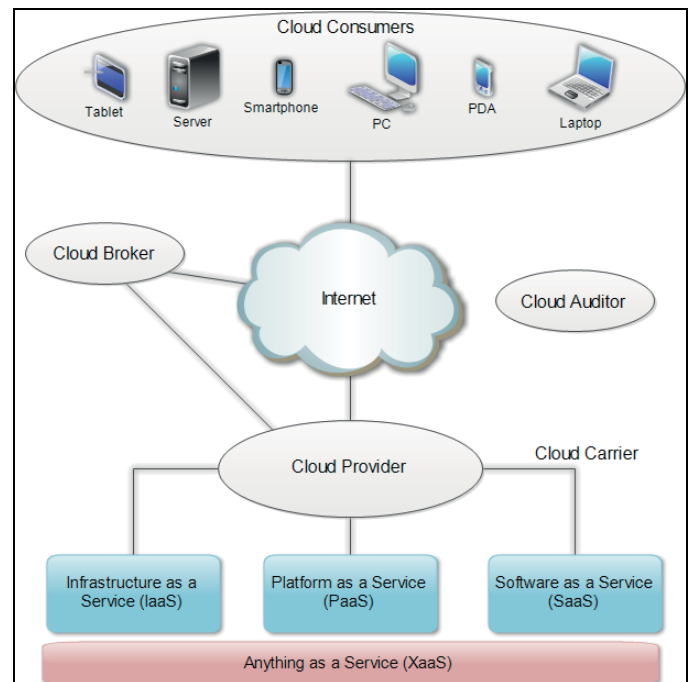 Cloud Consumers
Tablet
Server
Smartphone
PC
PDA
Laptop
Cloud Broker
Internet
Cloud Auditor
Cloud Provider
Cloud Carrier
Infrastructure as a
Service (IaaS)
Platform as a Service
(PaaS)
Software as a Service
(SaaS)
Anything as a Service (XaaS)